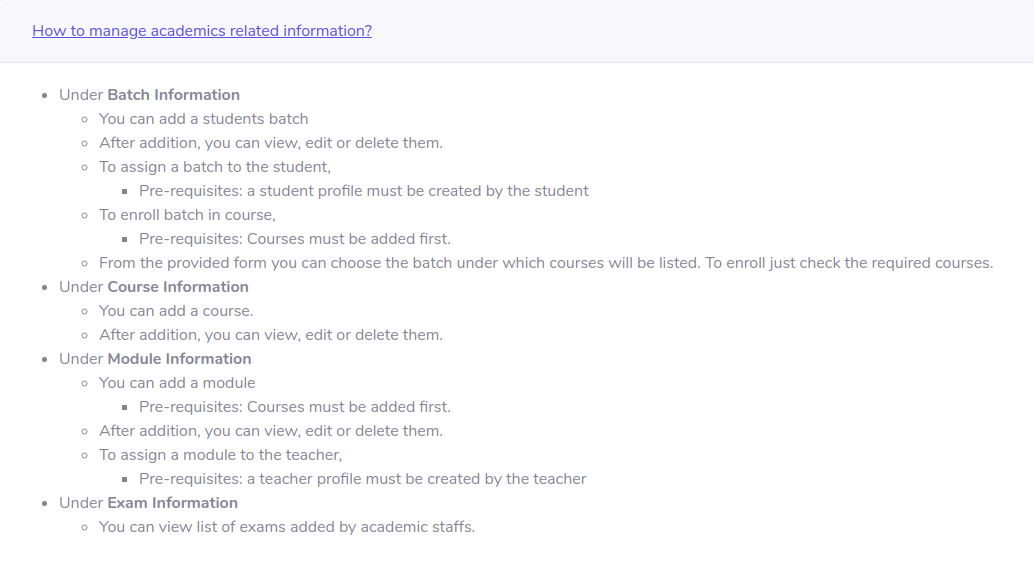 How to manage academics related information?
Under Batch Information
You can add a students batch
After addition, you can view, edit or delete them.
To assign a batch to the student,
Pre-requisites: a student profile must be created by the student
To enroll batch in course,
Pre-requisites: Courses must be added first.
From the provided form you can choose the batch under which courses will be listed. To enroll just check the required courses.
Under Course Information
You can add a course.
After addition, you can view, edit or delete them.
Under Module Information
You can add a module
Pre-requisites: Courses must be added first.
After addition, you can view, edit or delete them.
To assign a module to the teacher,
Pre-requisites: a teacher profile must be created by the teacher
Under Exam Information
You can view list of exams added by academic staffs.